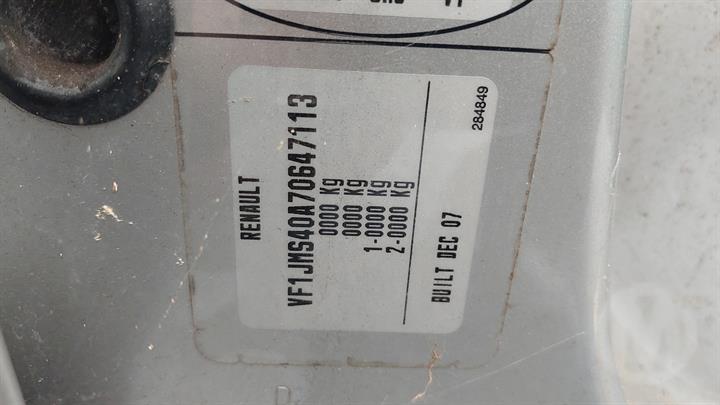 RENAULT
VF1JMS40A70647113
0000 Kg
0000 Kg
1-0000 Kg
2-0000 Kg
BUILT DEC 07
284849